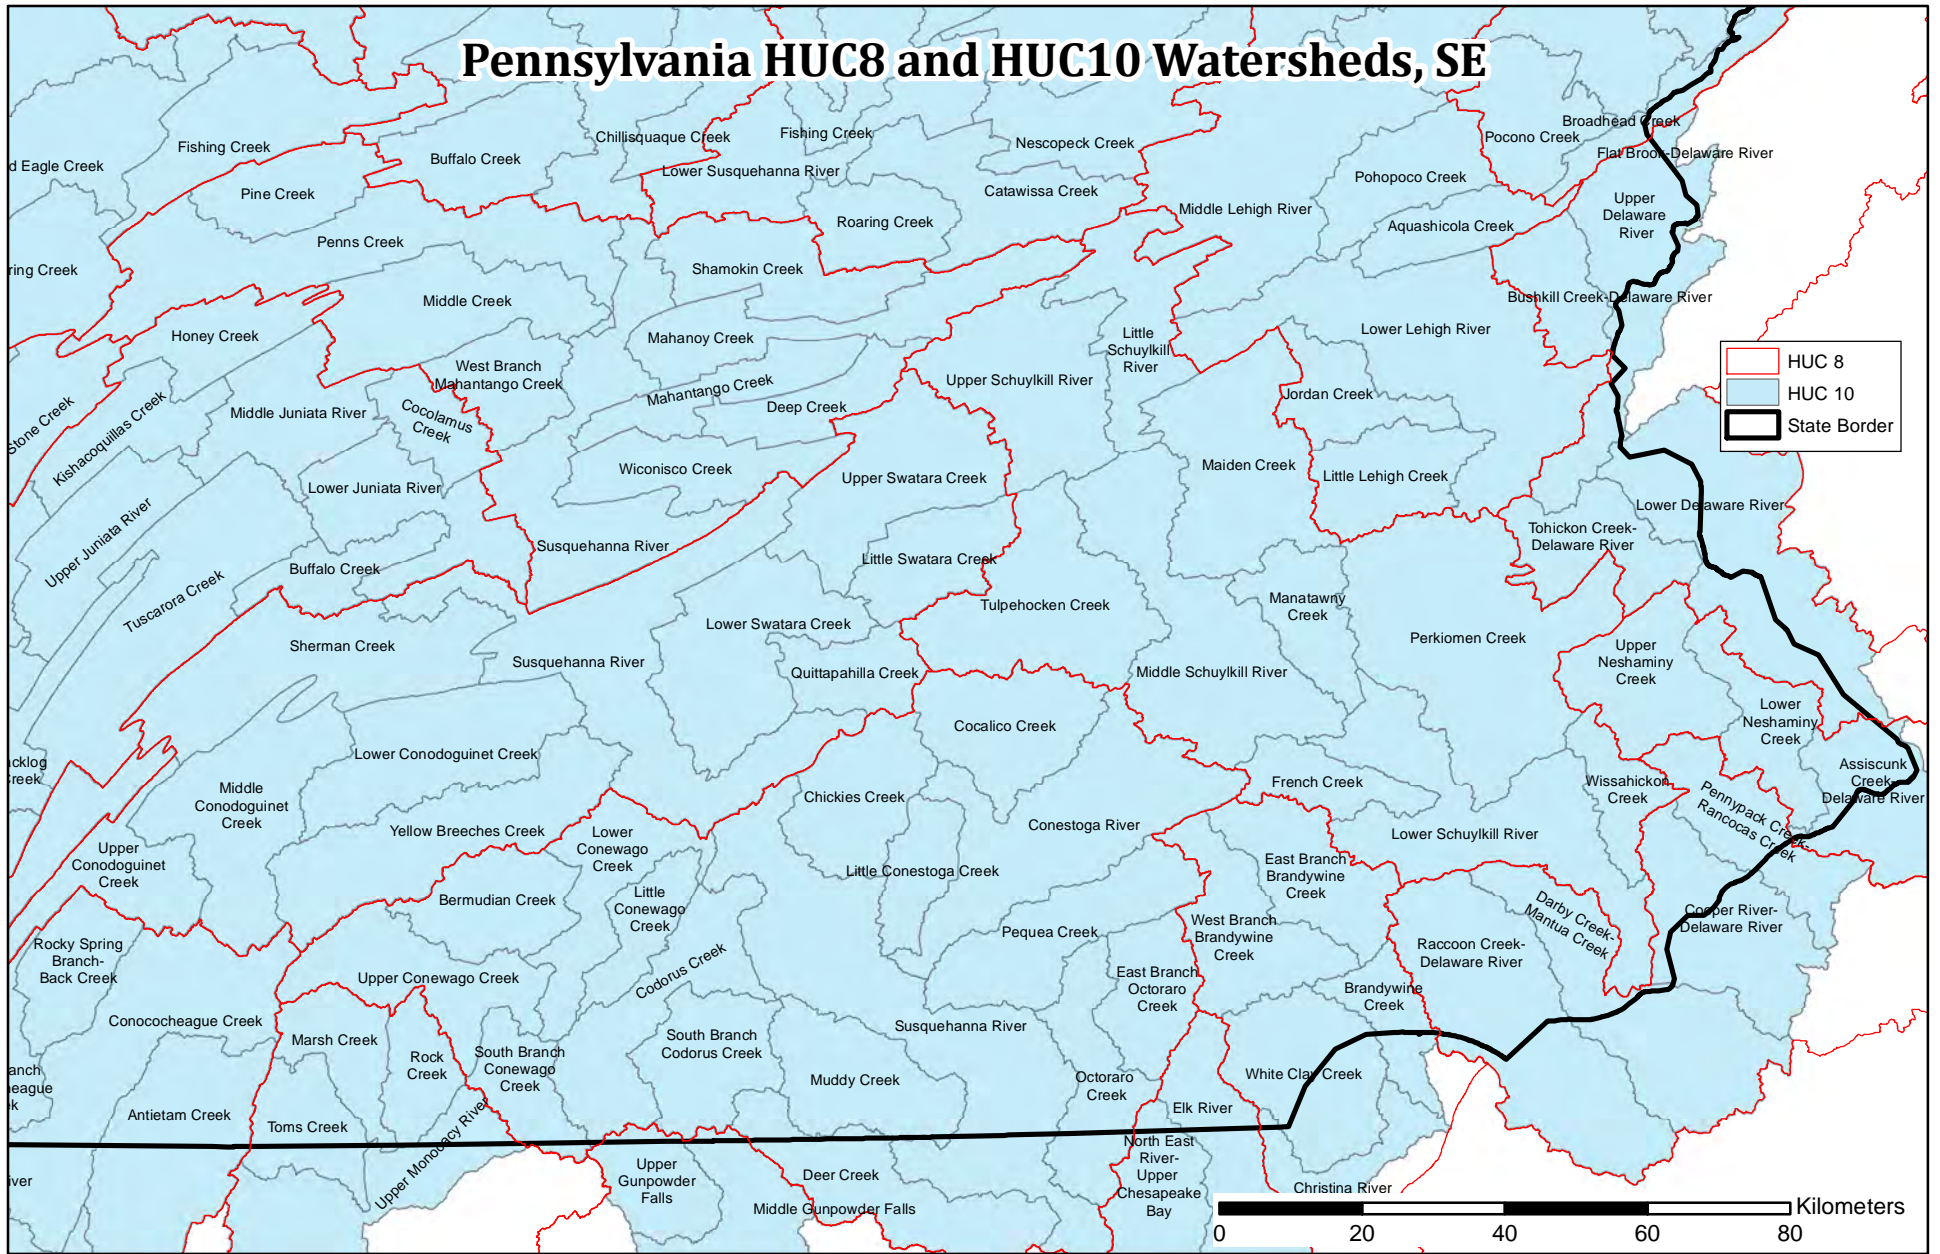 Pennsylvania HUC8 and HUC10 Watersheds, SE
Fishing Creek
Buffalo Creek
Chillisquaque Creek
Fishing Creek
Nescopeck Creek
Pocono Creek
Broadhead Creek
Flat Brook-Delaware River
d Eagle Creek
Pine Creek
Lower Susquehanna River
Catawissa Creek
Pohopoco Creek
Middle Lehigh River
Upper
Delaware
River
Penns Creek
Roaring Creek
Aquashicola Creek
ring Creek
Shamokin Creek
Middle Creek
Bushkill Creek-Delaware River
Honey Creek
Mahanoy Creek
Little
Schuylkill
River
Lower Lehigh River
HUC 8
HUC 10
State Border
West Branch
Mahantango Creek
Mahantango Creek
Upper Schuylkill River
Jordan Creek
Stone Creek
Kishacoquillas Creek
Middle Juniata River
Cocolamus
Creek
Deep Creek
Wiconisco Creek
Upper Swatara Creek
Maiden Creek
Little Lehigh Creek
Lower Juniata River
Lower Delaware River
Upper Juniata River
Susquehanna River
Tohickon Creek-
Delaware River
Buffalo Creek
Little Swatara Creek
Tuscarora Creek
Tulpehocken Creek
Manatawny
Creek
Perkiomen Creek
Lower Swatara Creek
Sherman Creek
Susquehanna River
Quittapahilla Creek
Middle Schuylkill River
Upper
Neshaminy
Creek
Cocalico Creek
Lower
Neshaminy
Creek
acklog
Creek
Lower Conodoguinet Creek
Middle
Conodoguinet
Creek
Chickies Creek
French Creek
Wissahickon
Creek
Assiscunk
Creek-
Delaware River
Pennypack Creek-
Rancocas Creek
Yellow Breeches Creek
Lower
Conewago
Creek
Conestoga River
Lower Schuylkill River
Upper
Conodoguinet
Creek
Little Conestoga Creek
East Branch
Brandywine
Creek
Bermudian Creek
Little
Conewago
Creek
Darby Creek-
Mantua Creek
Cooper River-
Delaware River
Rocky Spring
Branch-
Back Creek
Pequea Creek
West Branch
Brandywine
Creek
Raccoon Creek-
Delaware River
Upper Conewago Creek
Codorus Creek
East Branch
Octoraro
Creek
Brandywine
Creek
Conococheague Creek
Marsh Creek
Rock
Creek
South Branch
Conewago
Creek
South Branch
Codorus Creek
Susquehanna River
Muddy Creek
Octoraro
Creek
White Clay Creek
anch
heague
ek
Antietam Creek
Toms Creek
Upper Monocacy River
Elk River
North East
River-
Upper
Chesapeake
Bay
iver
Upper
Gunpowder
Falls
Deer Creek
Middle Gunpowder Falls
Christina River
Kilometers
0 20 40 60 80